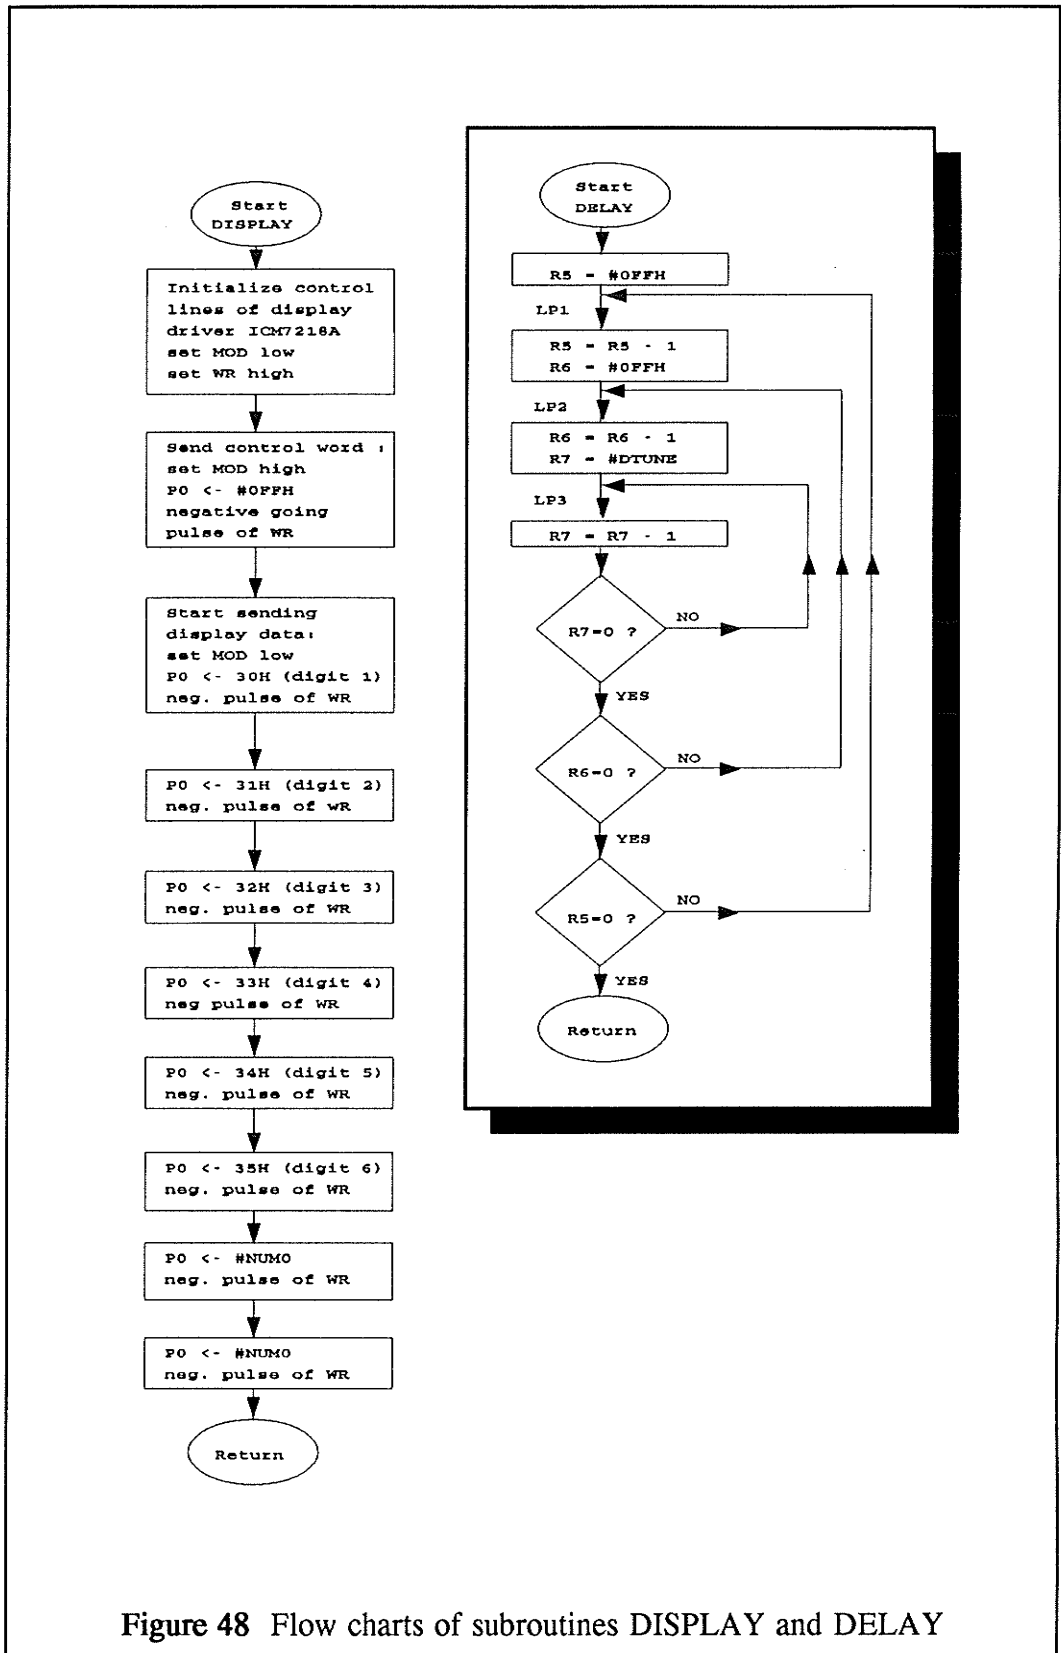 Start
DISPLAY
Initialize control
lines of display
driver ICM7218A
set MOD low
set WR high
Send control word :
set MOD high
P0 <- #0FFH
negative going
pulse of WR
Start sending
display data:
set MOD low
P0 <- 30H (digit 1)
neg. pulse of WR
P0 <- 31H (digit 2)
neg. pulse of WR
P0 <- 32H (digit 3)
neg. pulse of WR
P0 <- 33H (digit 4)
neg pulse of WR
P0 <- 34H (digit 5)
neg. pulse of WR
P0 <- 35H (digit 6)
neg. pulse of WR
P0 <- #NUM0
neg. pulse of WR
P0 <- #NUM0
neg. pulse of WR
Return
Start
DELAY
R5 = #0FFH
LP1
R5 = R5 - 1
R6 = #0FFH
LP2
R6 = R6 - 1
R7 = #DTUNE
LP3
R7 = R7 - 1
R7=0 ?
NO
YES
R6=0 ?
NO
YES
R5=0 ?
NO
YES
Return
Figure 48 Flow charts of subroutines DISPLAY and DELAY